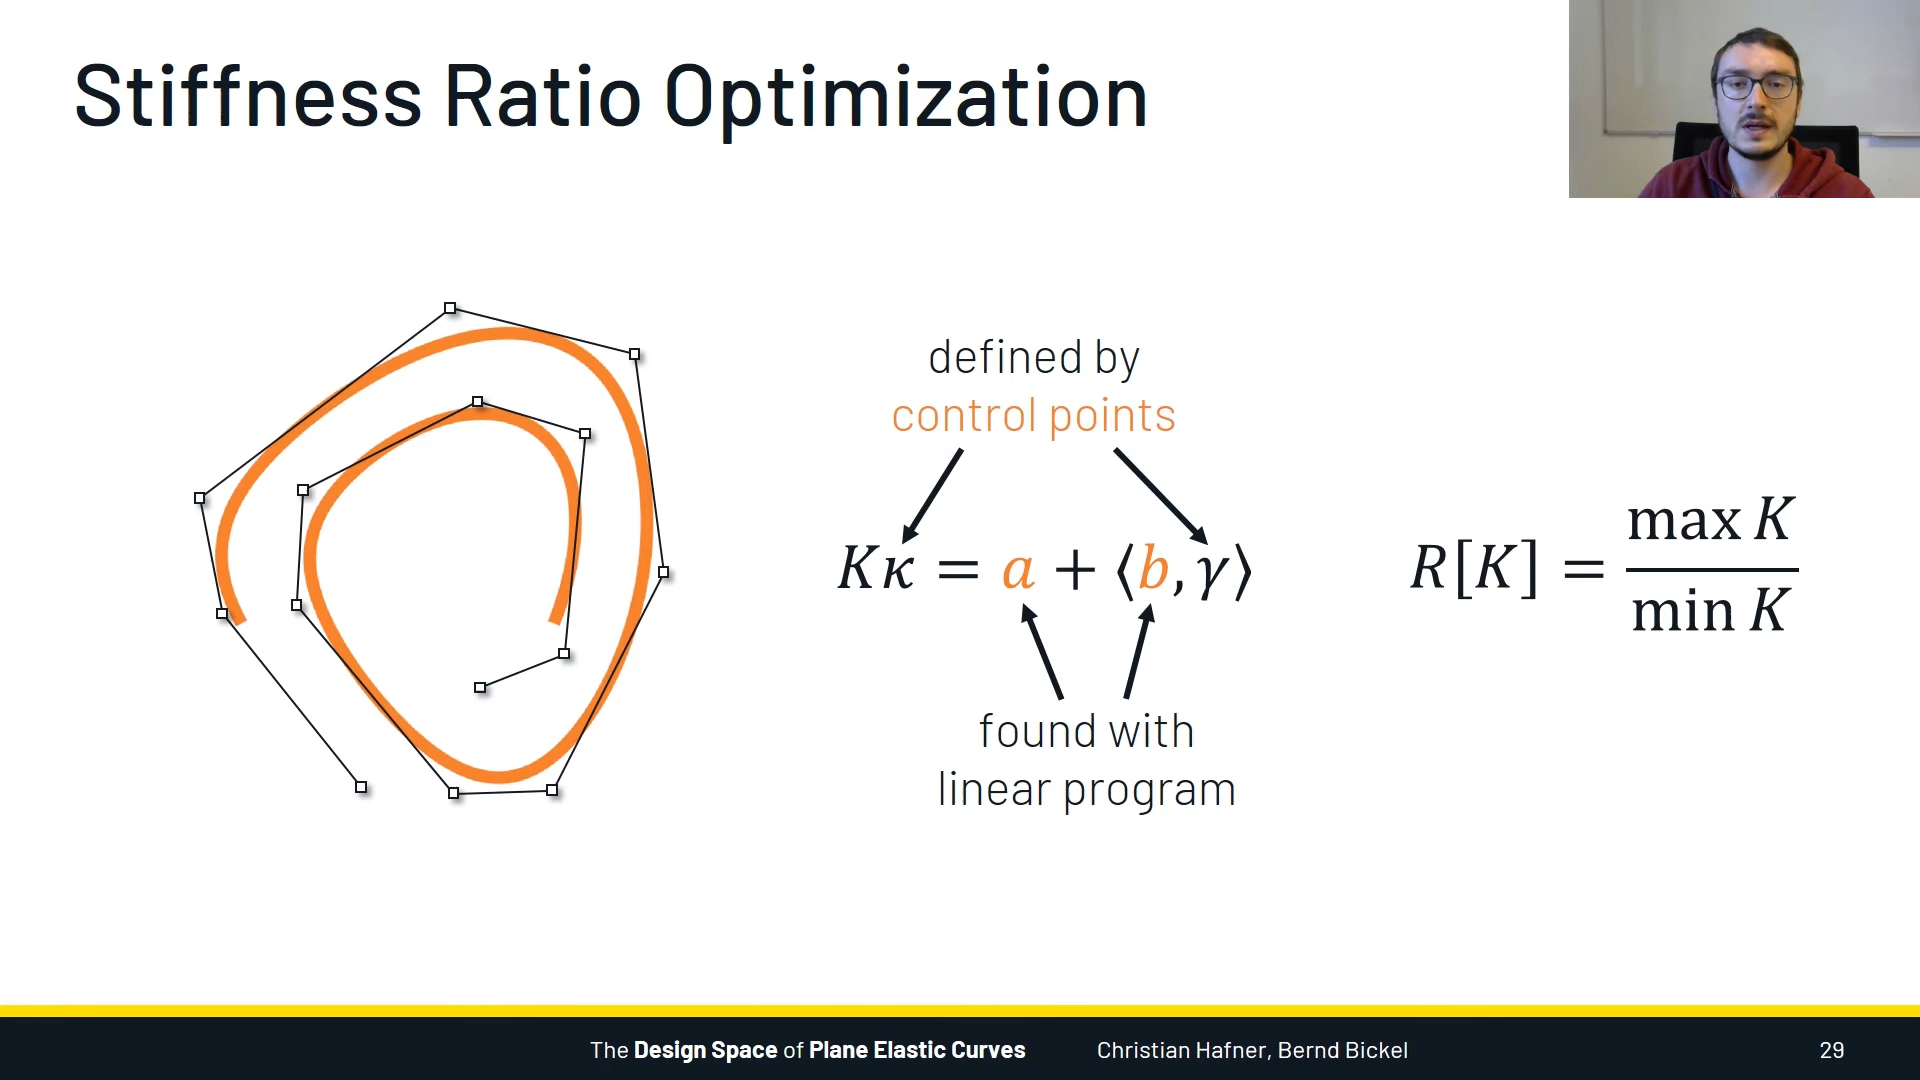 Stiffness Ratio Optimization
defined by
control points
Kκ = a + ⟨b, γ⟩
found with
linear program
R[K] = max K / min K
The Design Space of Plane Elastic Curves
Christian Hafner, Bernd Bickel
29